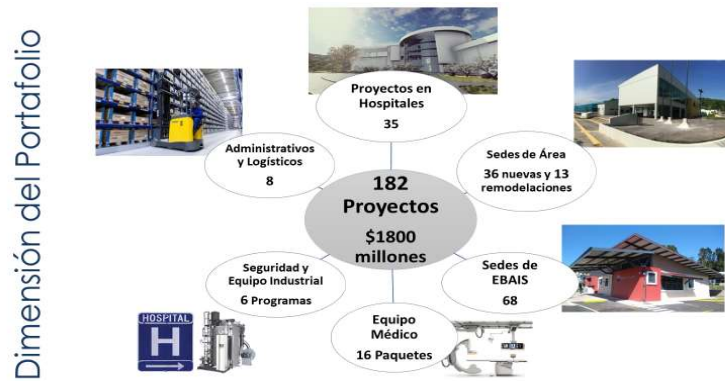 Dimensión del Portafolio
Proyectos en
Hospitales
35
Administrativos
y Logísticos
8
Sedes de Área
36 nuevas y 13
remodelaciones
182
Proyectos
$1800
millones
Seguridad y
Equipo Industrial
6 Programas
Sedes de
EBAIS
68
Equipo
Médico
16 Paquetes
HOSPITAL
H